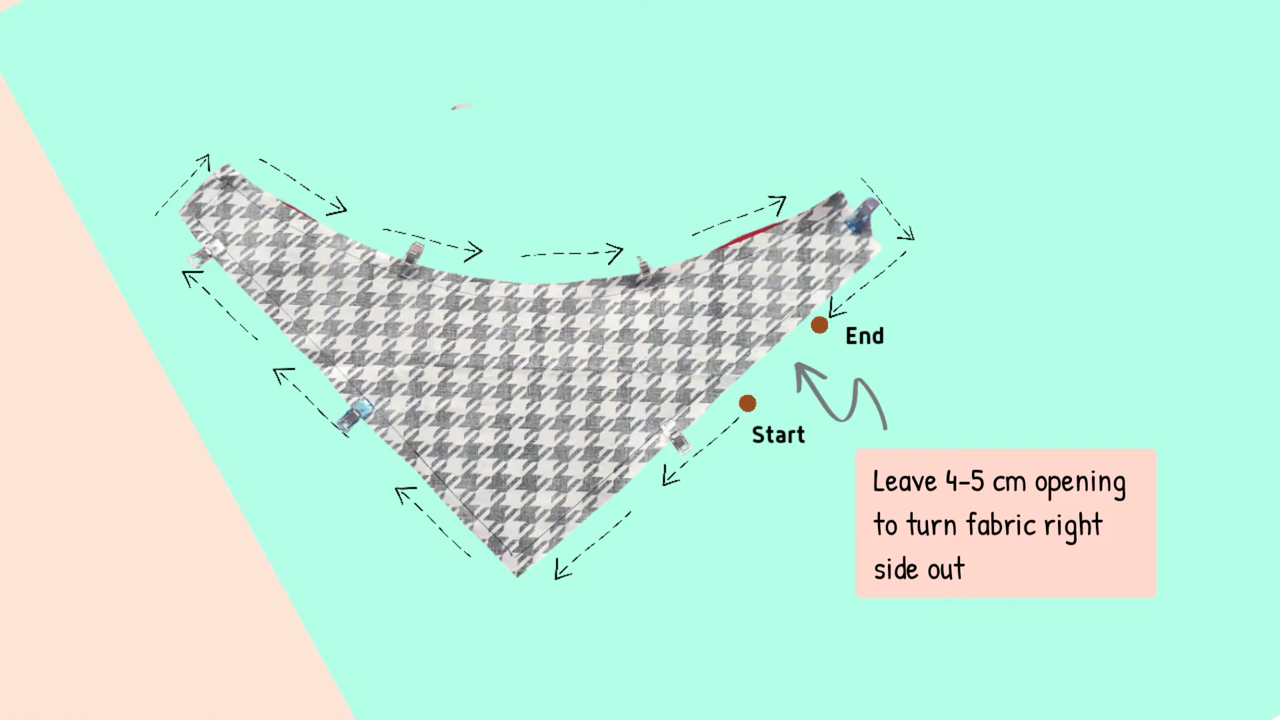 End
Start
Leave 4-5 cm opening
to turn fabric right
side out